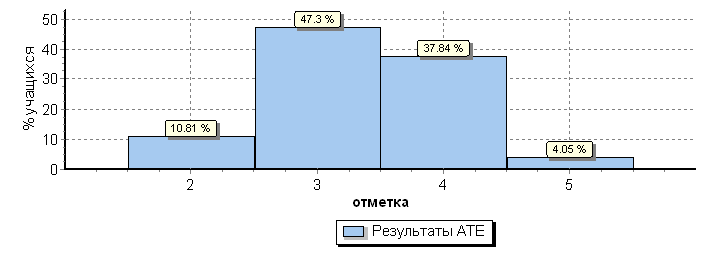 % учащихся
50
40
30
20
10
0
10.81 %
47.3 %
37.84 %
4.05 %
2 3 4 5
отметка
Результаты АТЕ